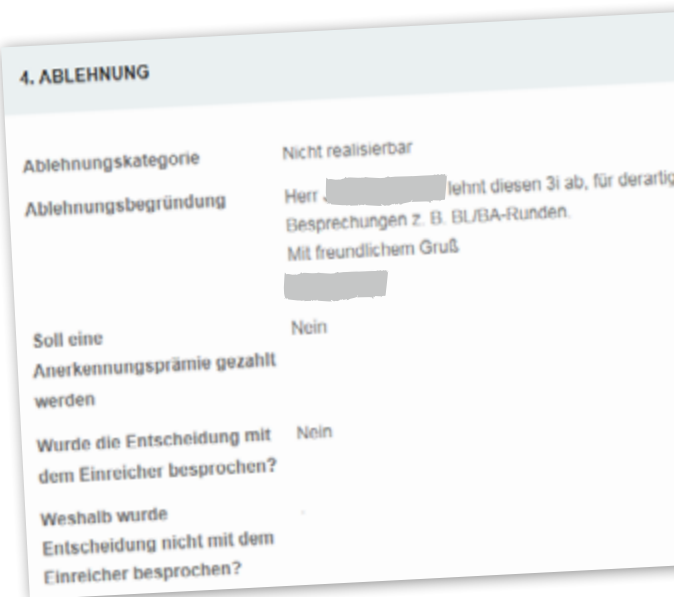 4. ABLEHNUNG
Ablehnungskategorie Nicht realisierbar
Ablehnungsbegründung Herr lehnt diesen 3i ab, für derartig
Besprechungen z. B. BL/BA-Runden.
Mit freundlichem Gruß
Soll eine Nein
Anerkennungsprämie gezahlt
werden
Wurde die Entscheidung mit Nein
dem Einreicher besprochen?
Weshalb wurde .
Entscheidung nicht mit dem
Einreicher besprochen?